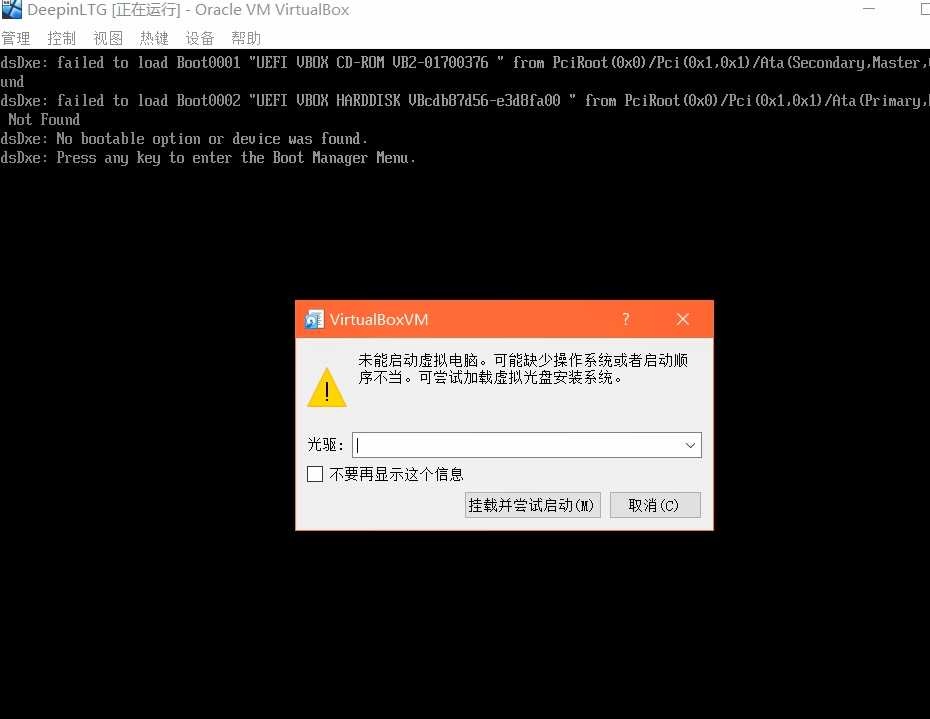 DeepinLTG [正在运行] - Oracle VM VirtualBox
管理 控制 视图 热键 设备 帮助
dsDxe: failed to load Boot0001 "UEFI VBOX CD-ROM VB2-01700376 " from PciRoot(0x0)/Pci(0x1,0x1)/Ata(Secondary,Master,
und
dsDxe: failed to load Boot0002 "UEFI VBOX HARDDISK VBcdb87d56-e3d8fa00 " from PciRoot(0x0)/Pci(0x1,0x1)/Ata(Primary,
Not Found
dsDxe: No bootable option or device was found.
dsDxe: Press any key to enter the Boot Manager Menu.
VirtualBoxVM
未能启动虚拟电脑。可能缺少操作系统或者启动顺
序不当。可尝试加载虚拟光盘安装系统。
光驱:
不要再显示这个信息
挂载并尝试启动(M) 取消(C)